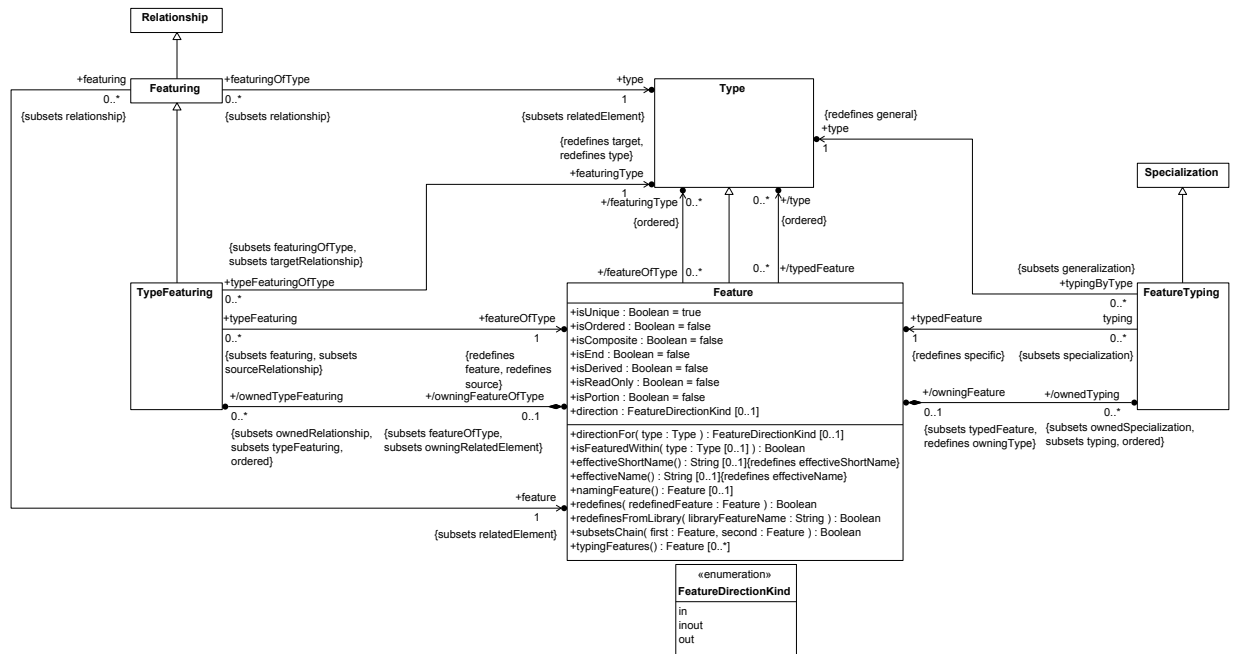 Relationship
+featuring
0..*
{subsets relationship}
Featuring
+featuringOfType
0..*
{subsets relationship}
+type
1
{subsets relatedElement}
Type
{redefines general}
+type
1
{redefines target,
redefines type}
+featuringType
1
Specialization
+/featuringType
0..*
{ordered}
0..*
+/type
{ordered}
{subsets featuringOfType,
subsets targetRelationship}
+typeFeaturingOfType
0..*
+/featureOfType
0..*
0..*
+/typedFeature
{subsets generalization}
+typingByType
0..*
TypeFeaturing
Feature
FeatureTyping
+typeFeaturing
0..*
{subsets featuring, subsets
sourceRelationship}
+featureOfType
1
{redefines
feature, redefines
source}
+/ownedTypeFeaturing
0..*
{subsets ownedRelationship,
subsets typeFeaturing,
ordered}
+/owningFeatureOfType
0..1
{subsets featureOfType,
subsets owningRelatedElement}
+isUnique : Boolean = true
+isOrdered : Boolean = false
+isComposite : Boolean = false
+isEnd : Boolean = false
+isDerived : Boolean = false
+isReadOnly : Boolean = false
+isPortion : Boolean = false
+direction : FeatureDirectionKind [0..1]
+typedFeature
1
{redefines specific}
typing
0..*
{subsets specialization}
+/owningFeature
0..1
{subsets typedFeature,
redefines owningType}
+/ownedTyping
0..*
{subsets ownedSpecialization,
subsets typing, ordered}
+directionFor( type : Type ) : FeatureDirectionKind [0..1]
+isFeaturedWithin( type : Type [0..1] ) : Boolean
+effectiveShortName() : String [0..1]{redefines effectiveShortName}
+effectiveName() : String [0..1]{redefines effectiveName}
+namingFeature() : Feature [0..1]
+redefines( redefinedFeature : Feature ) : Boolean
+redefinesFromLibrary( libraryFeatureName : String ) : Boolean
+subsetsChain( first : Feature, second : Feature ) : Boolean
+typingFeatures() : Feature [0..*]
+feature
1
{subsets relatedElement}
«enumeration»
FeatureDirectionKind
in
inout
out